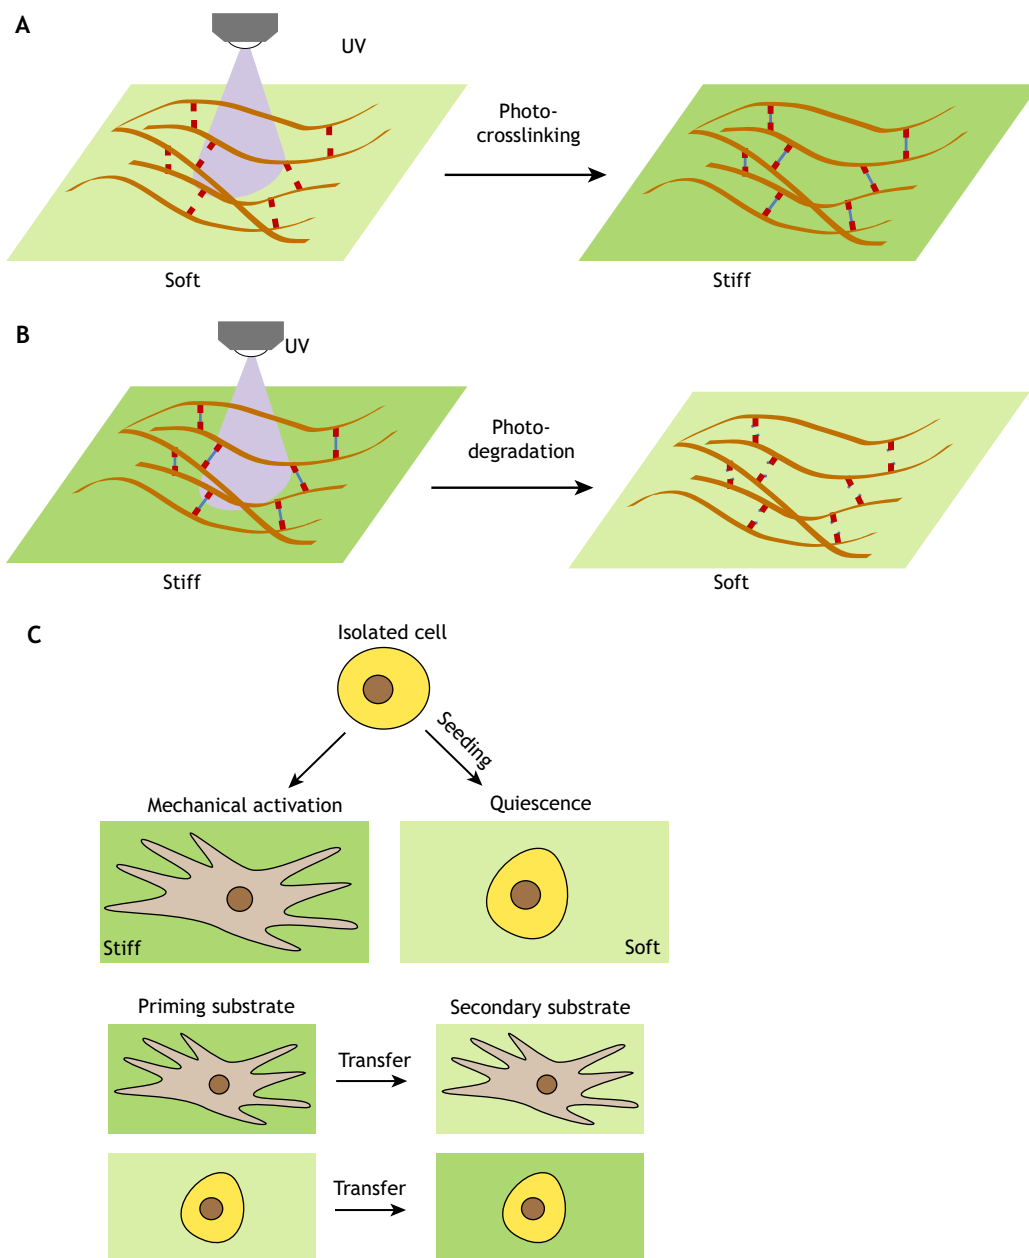 A
UV
Photo-
crosslinking
Soft
Stiff
B
UV
Photo-
degradation
Stiff
Soft
C
Isolated cell
Seeding
Mechanical activation
Quiescence
Stiff
Soft
Priming substrate
Secondary substrate
Transfer
Transfer